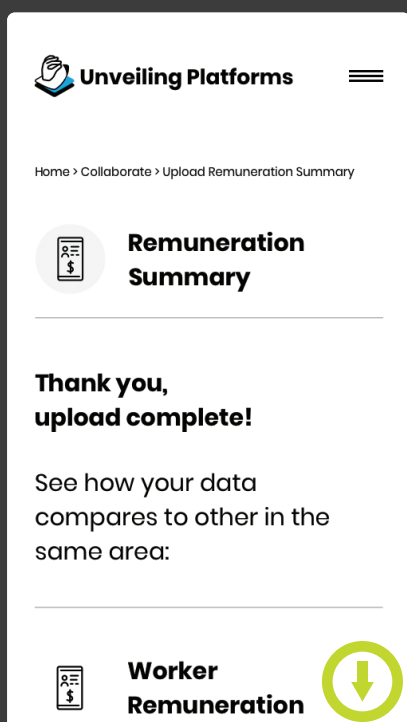 Unveiling Platforms
Home > Collaborate > Upload Remuneration Summary
Remuneration
Summary
Thank you,
upload complete!
See how your data
compares to other in the
same area:
Worker
Remuneration